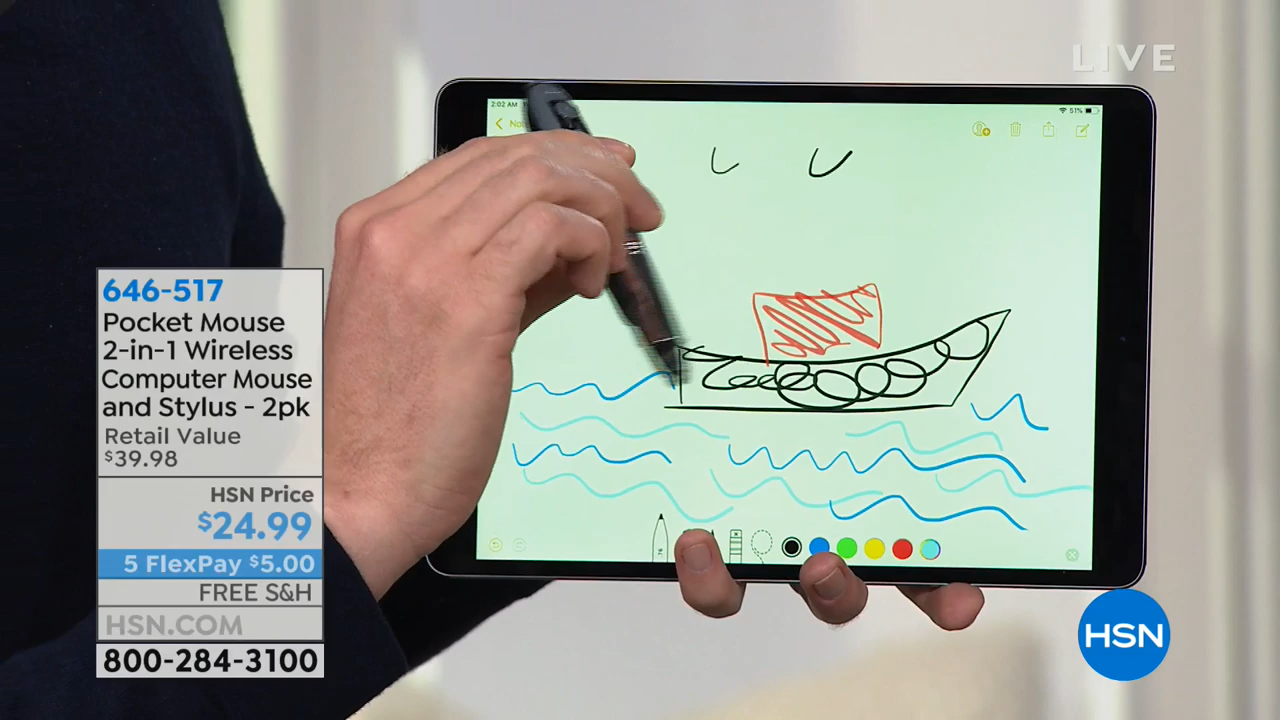 LIVE
2:02 AM
51%
646-517
Pocket Mouse
2-in-1 Wireless
Computer Mouse
and Stylus - 2pk
Retail Value
$39.98
HSN Price
$24.99
5 FlexPay $5.00
FREE S&H
HSN.COM
800-284-3100
HSN